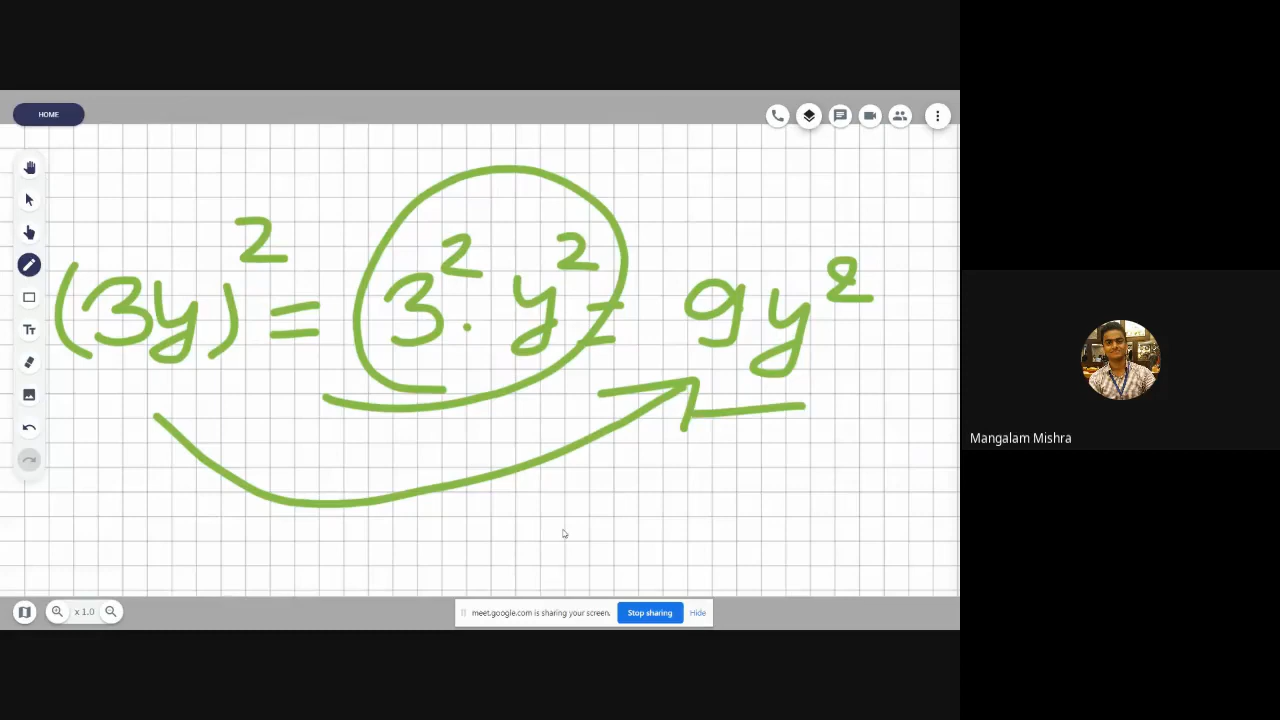 HOME
(3y)² = 3² · y² = 9y²
Mangalam Mishra
x 1.0
meet.google.com is sharing your screen. Stop sharing Hide